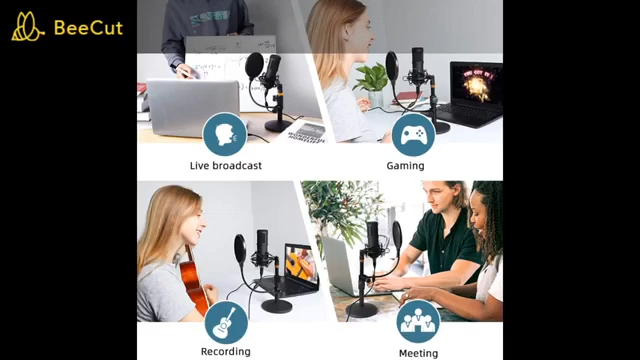 BeeCut
Live broadcast
Gaming
Recording
Meeting